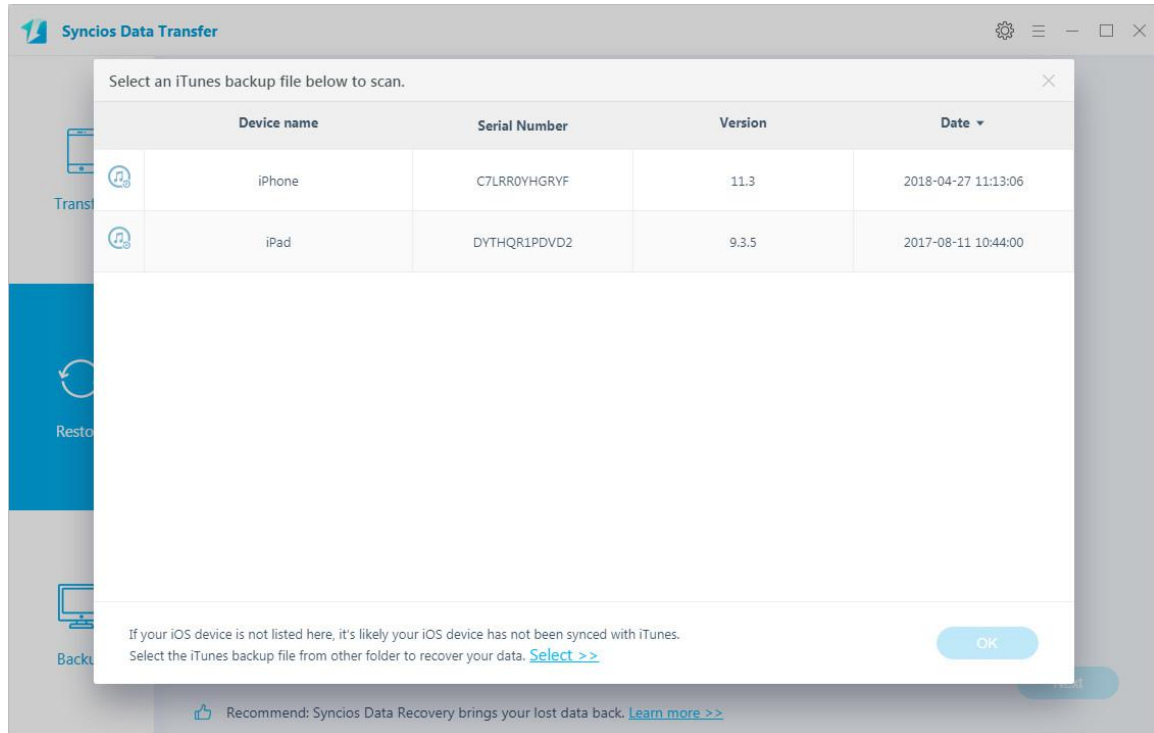 Syncios Data Transfer
Select an iTunes backup file below to scan.
Device name Serial Number Version Date
iPhone C7LRR0YHGRYF 11.3 2018-04-27 11:13:06
iPad DYTHQR1PDVD2 9.3.5 2017-08-11 10:44:00
If your iOS device is not listed here, it's likely your iOS device has not been synced with iTunes.
Select the iTunes backup file from other folder to recover your data. Select >>
OK
Recommend: Syncios Data Recovery brings your lost data back. Learn more >>